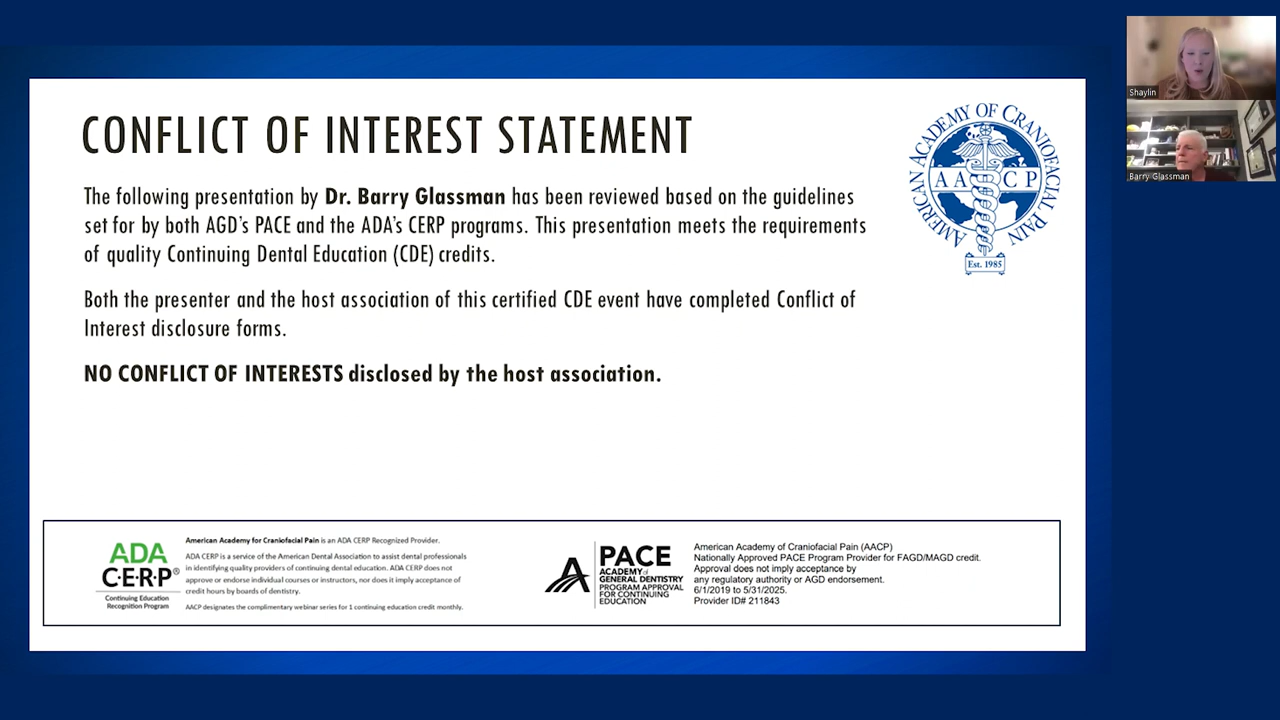 CONFLICT OF INTEREST STATEMENT
The following presentation by Dr. Barry Glassman has been reviewed based on the guidelines
set for by both AGD's PACE and the ADA's CERP programs. This presentation meets the requirements
of quality Continuing Dental Education (CDE) credits.
Both the presenter and the host association of this certified CDE event have completed Conflict of
Interest disclosure forms.
NO CONFLICT OF INTERESTS disclosed by the host association.
AMERICAN ACADEMY OF CRANIOFACIAL PAIN
AACP
Est. 1985
Shaylin
Barry Glassman
ADA
C·E·R·P®
Continuing Education
Recognition Program
American Academy for Craniofacial Pain is an ADA CERP Recognized Provider.
ADA CERP is a service of the American Dental Association to assist dental professionals
in identifying quality providers of continuing dental education. ADA CERP does not
approve or endorse individual courses or instructors, nor does it imply acceptance of
credit hours by boards of dentistry.
AACP designates the complimentary webinar series for 1 continuing education credit monthly.
PACE
ACADEMY of
GENERAL DENTISTRY
PROGRAM APPROVAL
FOR CONTINUING
EDUCATION
American Academy of Craniofacial Pain (AACP)
Nationally Approved PACE Program Provider for FAGD/MAGD credit.
Approval does not imply acceptance by
any regulatory authority or AGD endorsement.
6/1/2019 to 5/31/2025.
Provider ID# 211843